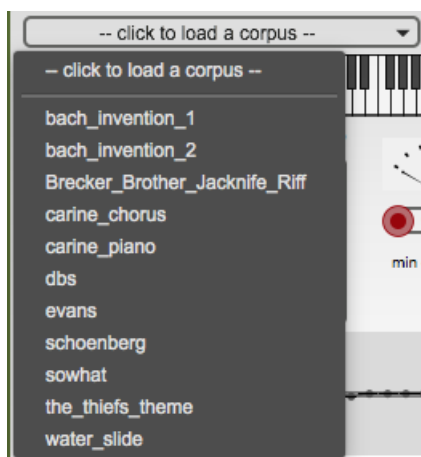 -- click to load a corpus --
-- click to load a corpus --
bach_invention_1
bach_invention_2
Brecker_Brother_Jacknife_Riff
carine_chorus
carine_piano
dbs
evans
schoenberg
sowhat
the_thiefs_theme
water_slide
min